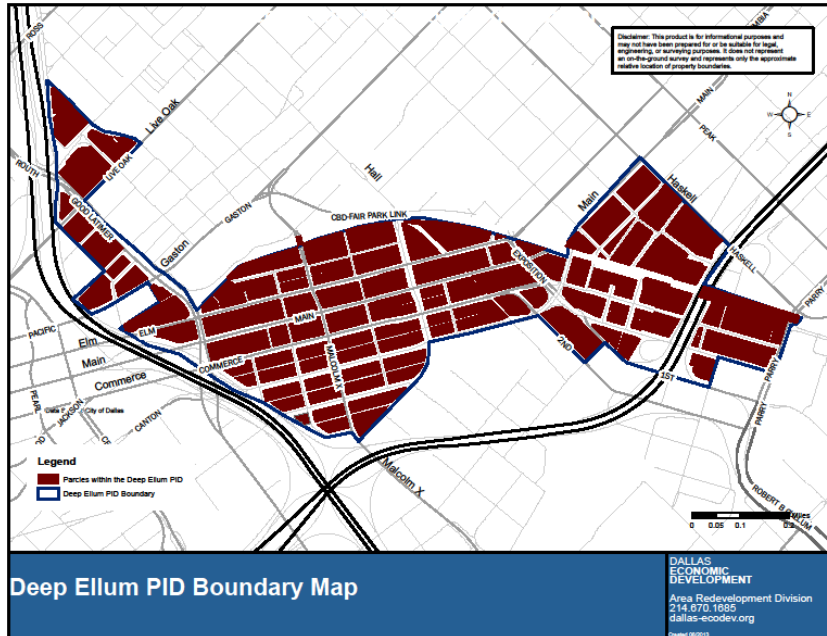 Disclaimer: This product is for informational purposes and
may not have been prepared for or be suitable for legal,
engineering, or surveying purposes. It does not represent
an on-the-ground survey and represents only the approximate
relative location of property boundaries.
ROSS
MAIN
PEAK
N
W
E
S
Live Oak
LIVE OAK
ROUTH
GOOD LATIMER
Hall
Main
Haskell
GASTON
Gaston
CBD-FAIR PARK LINK
EXPOSITION
HASKELL
PARRY
PACIFIC
ELM
MAIN
Elm
Main
COMMERCE
Commerce
MALCOLM X
2ND
1ST
PARRY
PARRY
PEARL
JACKSON
CANTON
City of Dallas
Malcolm X
Legend
Parcles within the Deep Ellum PID
Deep Ellum PID Boundary
0 0.05 0.1
Deep Ellum PID Boundary Map
DALLAS
ECONOMIC
DEVELOPMENT
Area Redevelopment Division
214.670.1685
dallas-ecodev.org